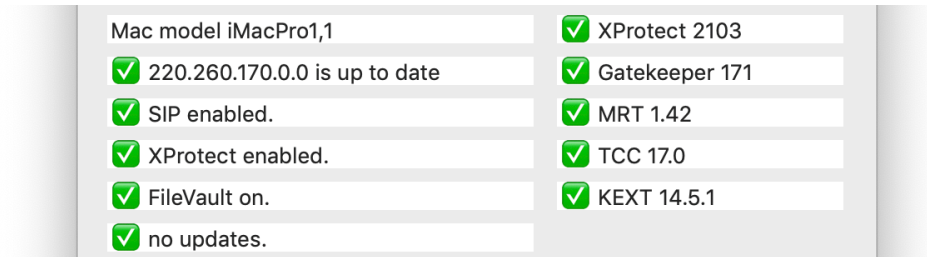 Mac model iMacPro1,1
✅ 220.260.170.0.0 is up to date
✅ SIP enabled.
✅ XProtect enabled.
✅ FileVault on.
✅ no updates.
✅ XProtect 2103
✅ Gatekeeper 171
✅ MRT 1.42
✅ TCC 17.0
✅ KEXT 14.5.1